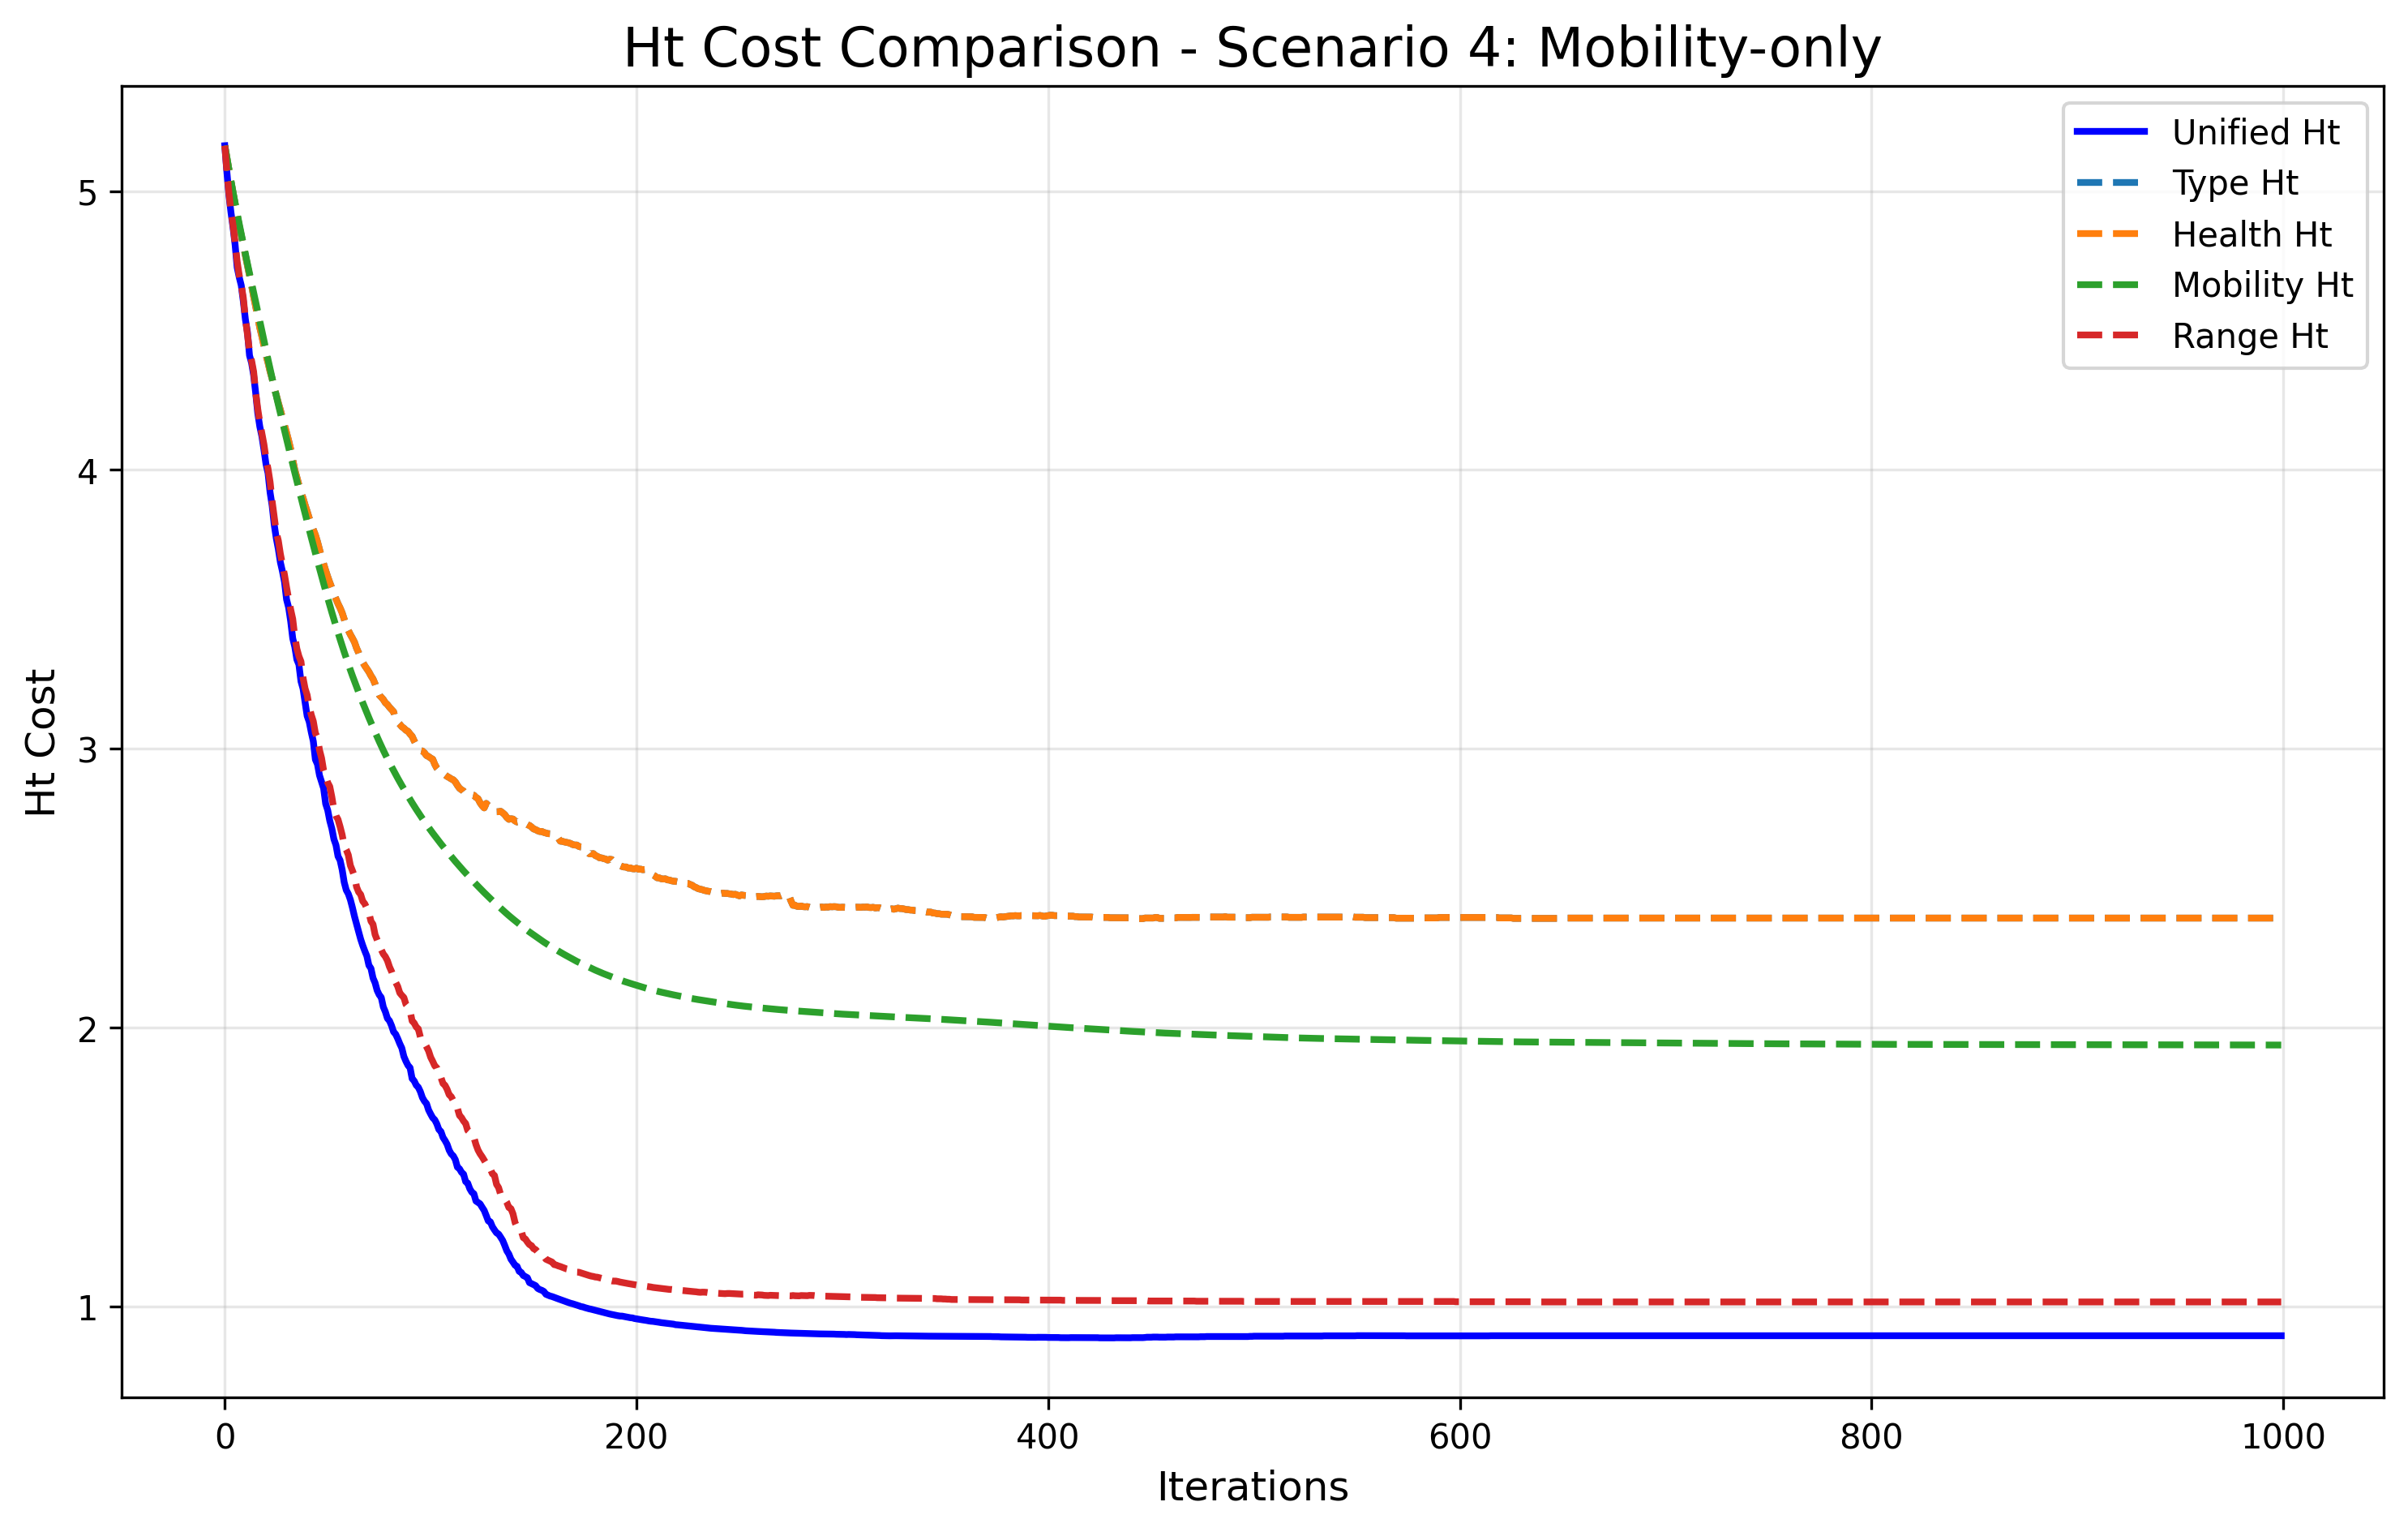 Ht Cost Comparison - Scenario 4: Mobility-only
Unified Ht
Type Ht
Health Ht
Mobility Ht
Range Ht
5
4
3
2
1
Ht Cost
0 200 400 600 800 1000
Iterations